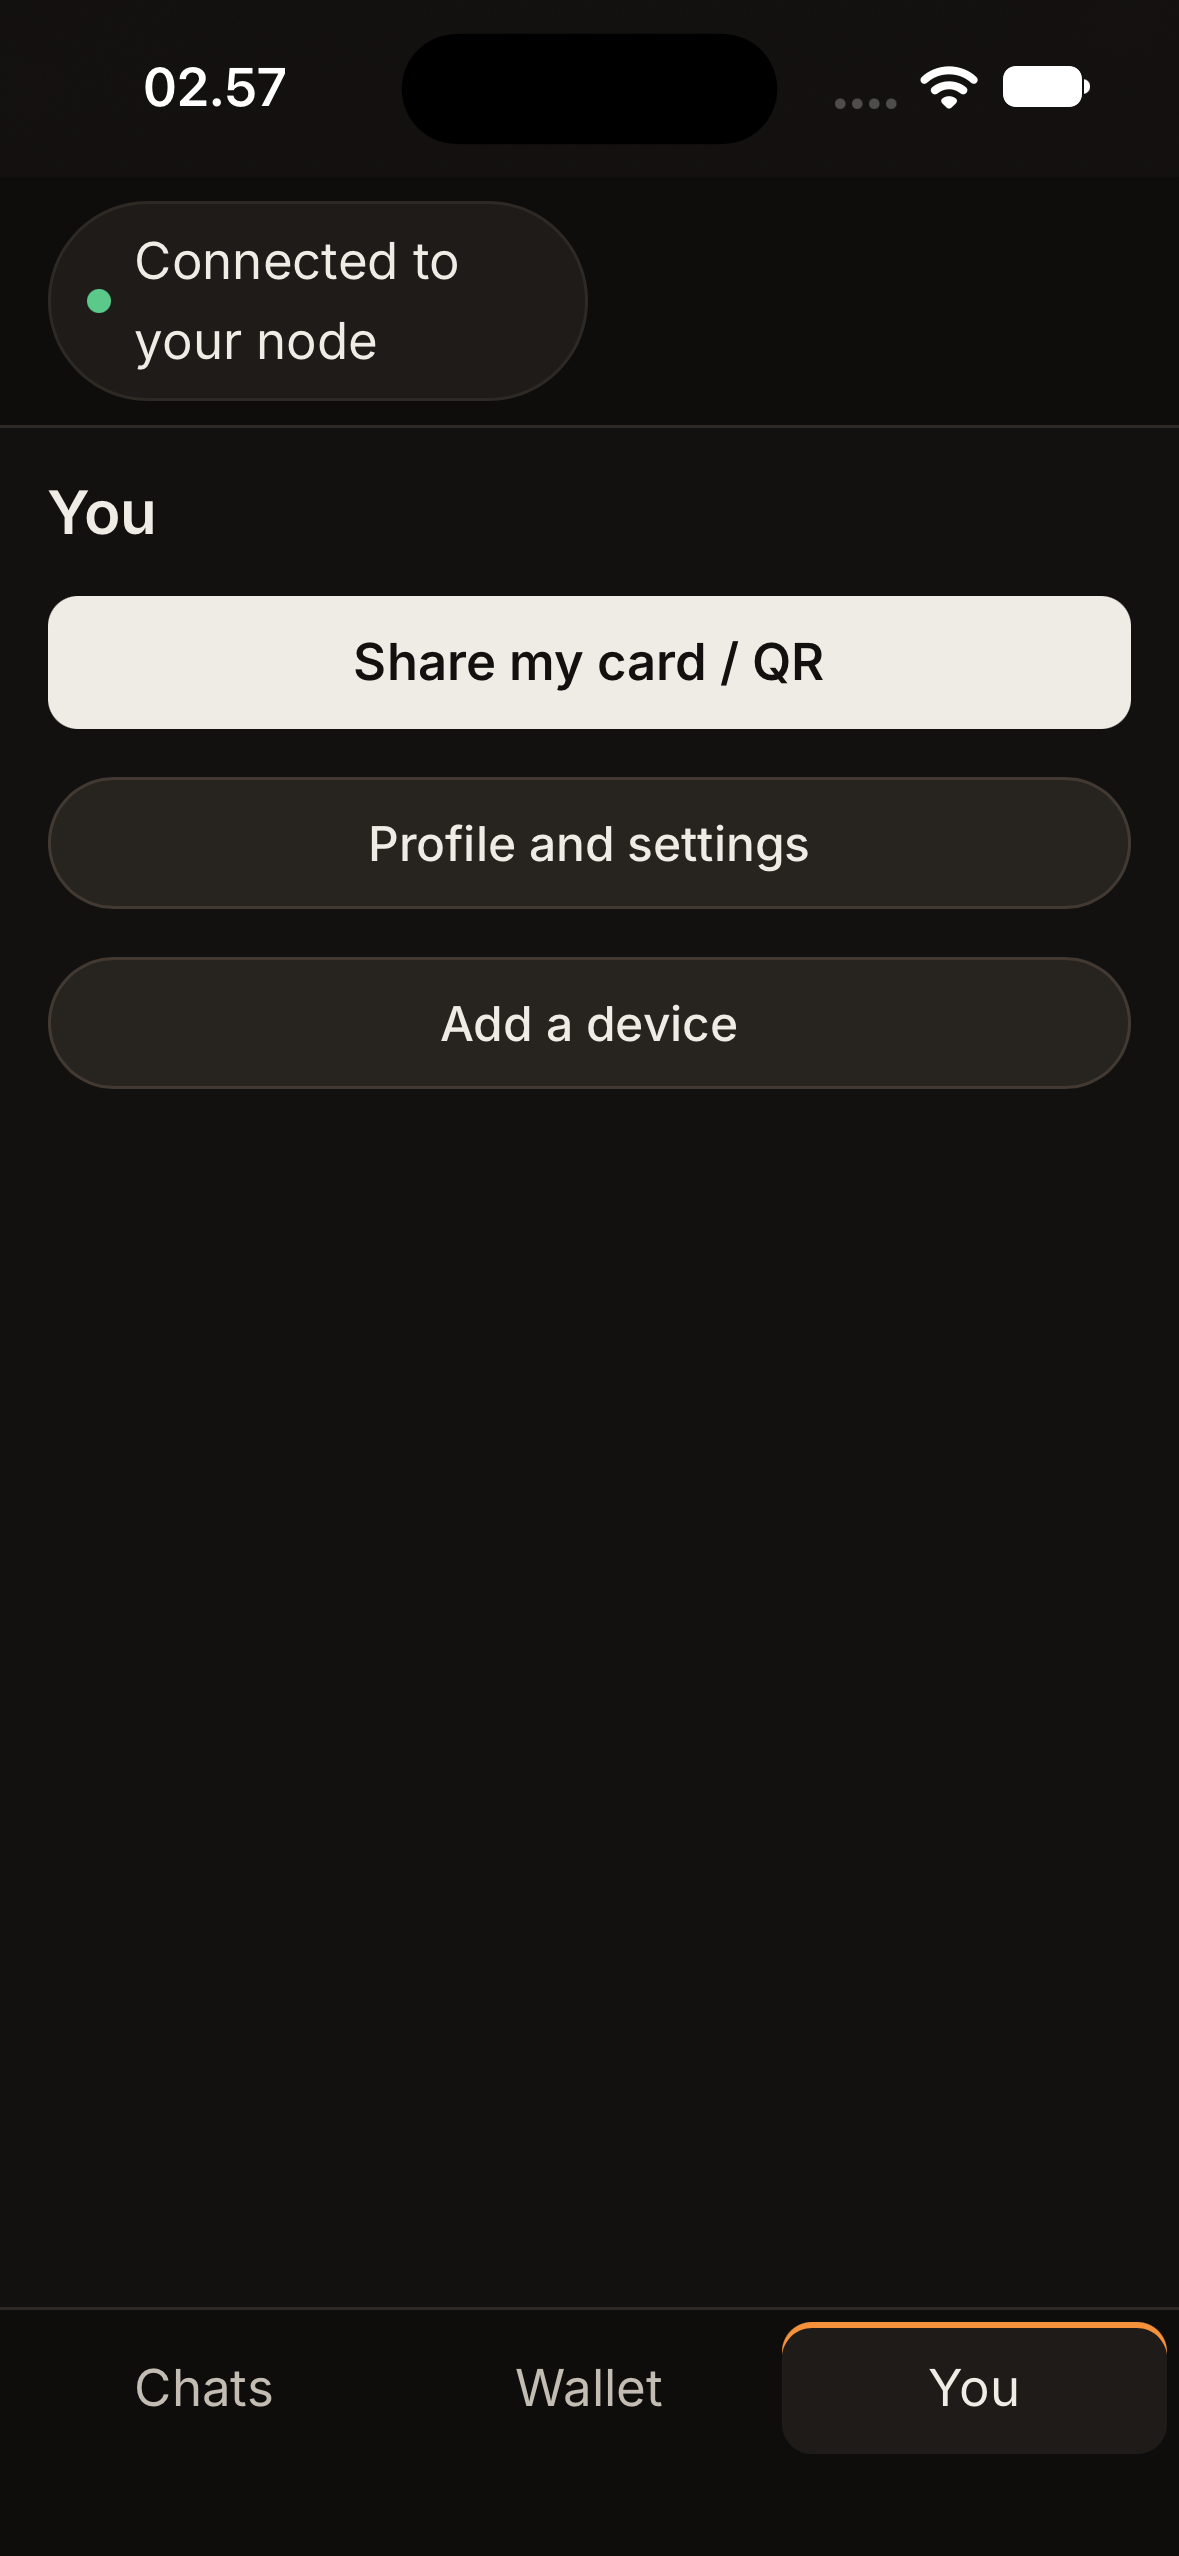 02.57
Connected to
your node
You
Share my card / QR
Profile and settings
Add a device
Chats
Wallet
You